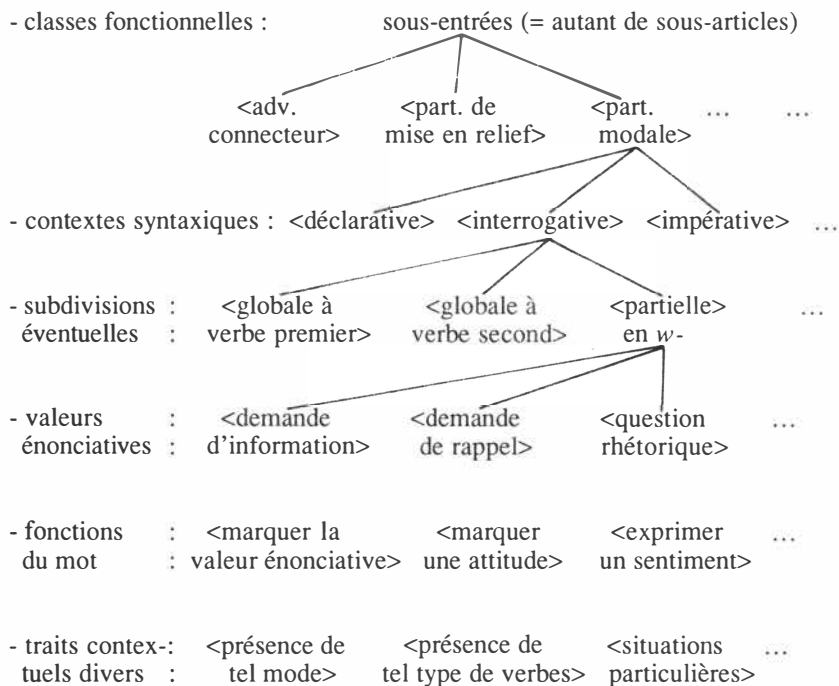 - classes fonctionnelles : sous-entrées (= autant de sous-articles)
<adv. <part. de <part. ... ...
connecteur> mise en relief> modale>
- contextes syntaxiques : <déclarative> <interrogative> <impérative> ...
- subdivisions : <globale à <globale à <partielle> ...
éventuelles : verbe premier> verbe second> en w-
- valeurs : <demande <demande <question ...
énonciatives : d'information> de rappel> rhétorique>
- fonctions : <marquer la <marquer <exprimer ...
du mot : valeur énonciative> une attitude> un sentiment>
- traits contex-: <présence de <présence de <situations ...
tuels divers : tel mode> tel type de verbes> particulières>